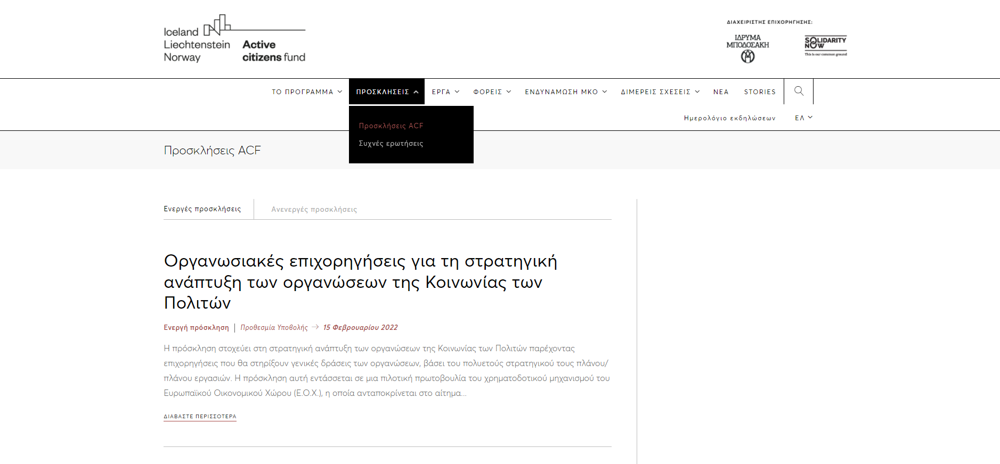 Iceland
Liechtenstein
Norway
Active
citizens fund
ΔΙΑΧΕΙΡΙΣΤΗΣ ΕΠΙΧΟΡΗΓΗΣΗΣ:
ΙΔΡΥΜΑ
ΜΠΟΔΟΣΑΚΗ
SOLIDARITY
NOW
This is our common ground
ΤΟ ΠΡΟΓΡΑΜΜΑ ΠΡΟΣΚΛΗΣΕΙΣ ΕΡΓΑ ΦΟΡΕΙΣ ΕΝΔΥΝΑΜΩΣΗ ΜΚΟ ΔΙΜΕΡΕΙΣ ΣΧΕΣΕΙΣ ΝΕΑ STORIES
Ημερολόγιο εκδηλώσεων ΕΛ
Προσκλήσεις ACF
Συχνές ερωτήσεις
Προσκλήσεις ACF
Ενεργές προσκλήσεις Ανενεργές προσκλήσεις
Οργανωσιακές επιχορηγήσεις για τη στρατηγική
ανάπτυξη των οργανώσεων της Κοινωνίας των
Πολιτών
Ενεργή πρόσκληση | Προθεσμία Υποβολής → 15 Φεβρουαρίου 2022
Η πρόσκληση στοχεύει στη στρατηγική ανάπτυξη των οργανώσεων της Κοινωνίας των Πολιτών παρέχοντας
επιχορηγήσεις που θα στηρίξουν γενικές δράσεις των οργανώσεων, βάσει του πολυετούς στρατηγικού τους πλάνου/
πλάνου εργασιών. Η πρόσκληση αυτή εντάσσεται σε μια πιλοτική πρωτοβουλία του χρηματοδοτικού μηχανισμού του
Ευρωπαϊκού Οικονομικού Χώρου (Ε.Ο.Χ.), η οποία ανταποκρίνεται στο αίτημα...
ΔΙΑΒΑΣΤΕ ΠΕΡΙΣΣΟΤΕΡΑ